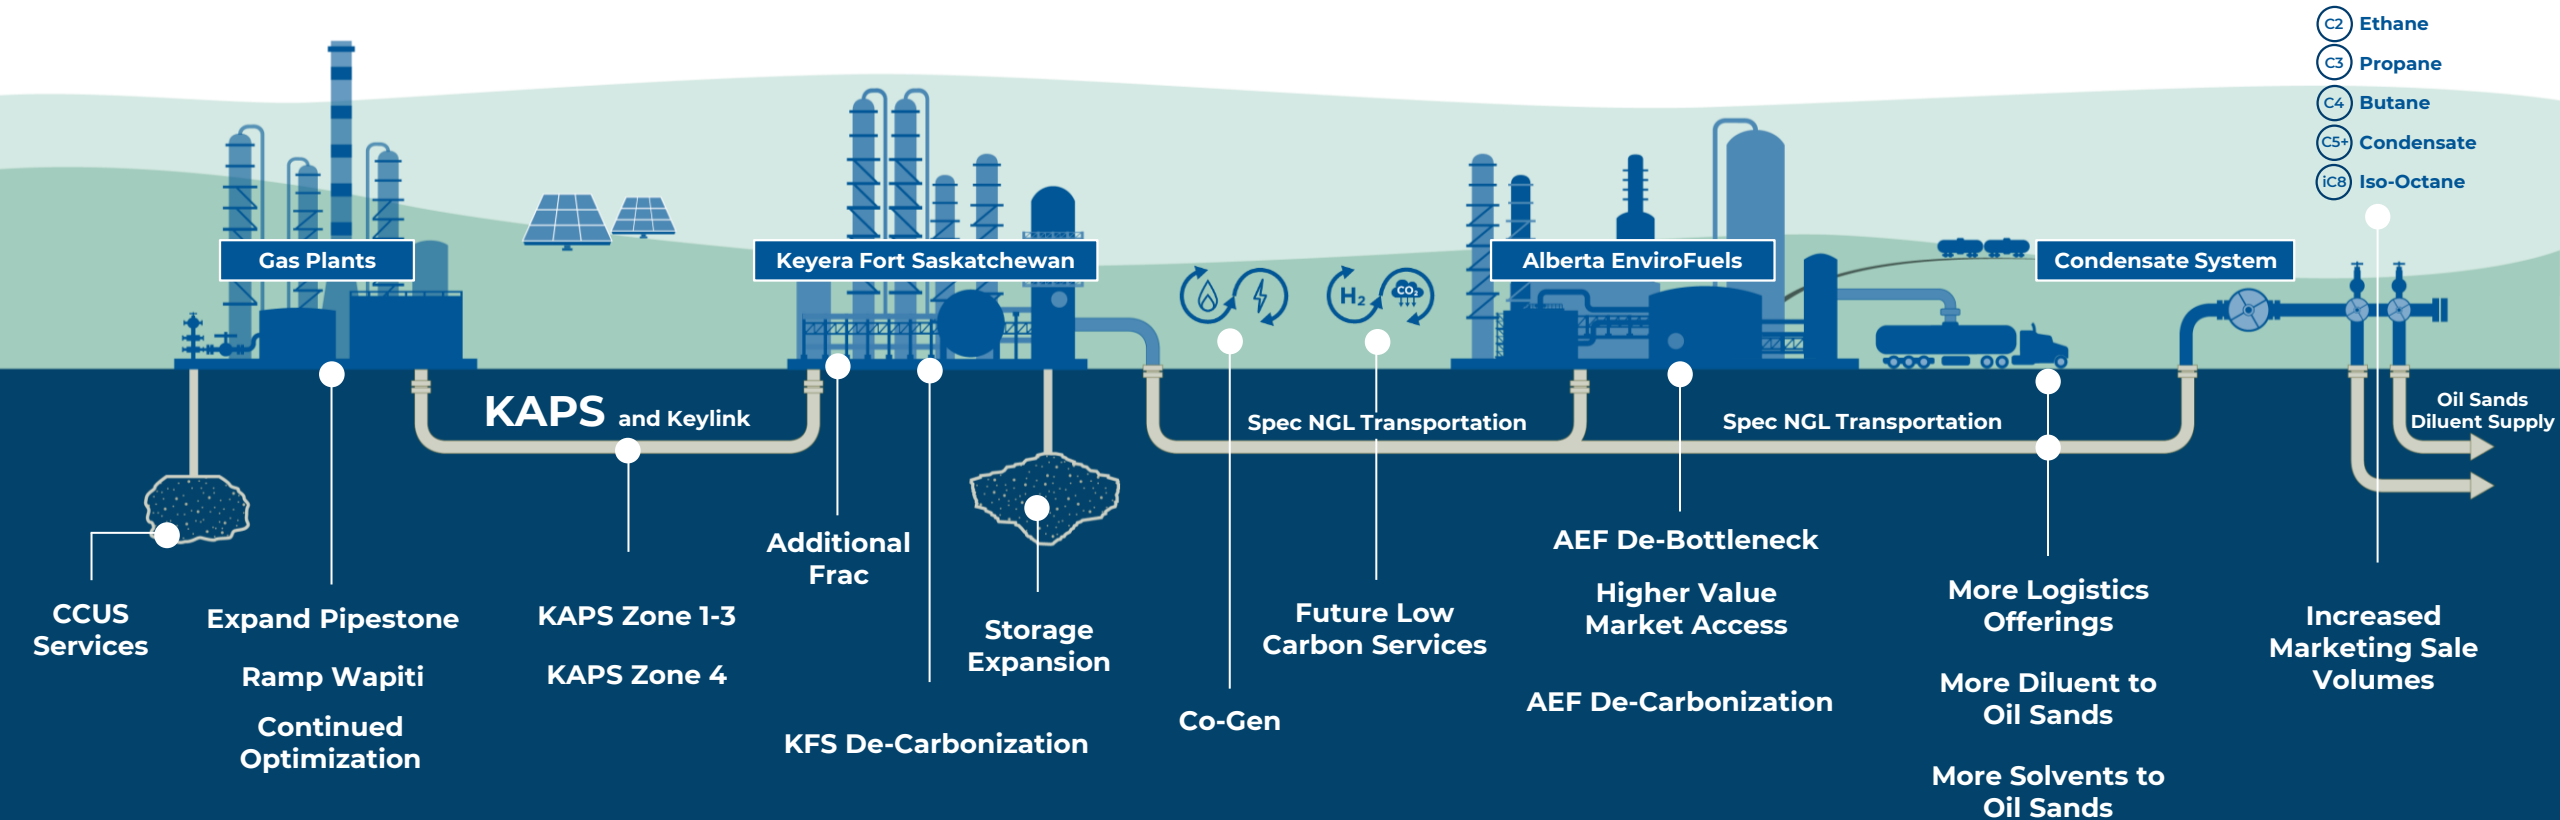 C2 Ethane
C3 Propane
C4 Butane
C5+ Condensate
iC8 Iso-Octane
Gas Plants
Keyera Fort Saskatchewan
Alberta EnviroFuels
Condensate System
H₂
CO₂
KAPS and Keylink
Spec NGL Transportation
Spec NGL Transportation
Oil Sands
Diluent Supply
CCUS
Services
Expand Pipestone
Ramp Wapiti
Continued
Optimization
KAPS Zone 1-3
KAPS Zone 4
Additional
Frac
KFS De-Carbonization
Storage
Expansion
Co-Gen
Future Low
Carbon Services
AEF De-Bottleneck
Higher Value
Market Access
AEF De-Carbonization
More Logistics
Offerings
More Diluent to
Oil Sands
More Solvents to
Oil Sands
Increased
Marketing Sale
Volumes